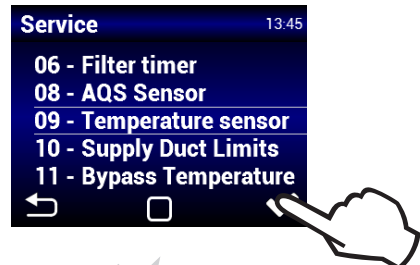 Service 13:45
06 - Filter timer
08 - AQS Sensor
09 - Temperature sensor
10 - Supply Duct Limits
11 - Bypass Temperature